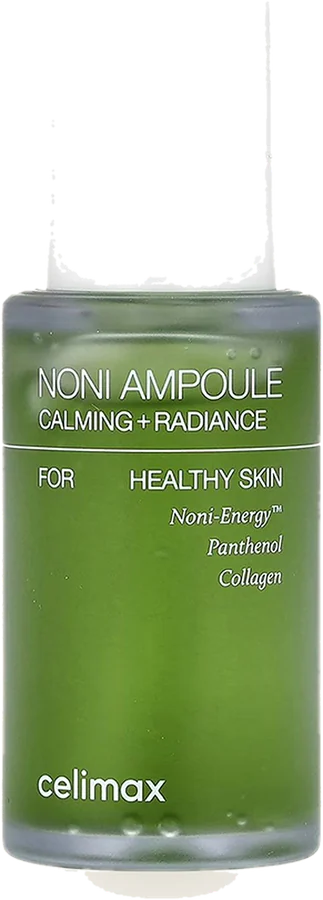 NONI AMPOULE
CALMING+RADIANCE
FOR HEALTHY SKIN
Noni-Energy™
Panthenol
Collagen
celimax